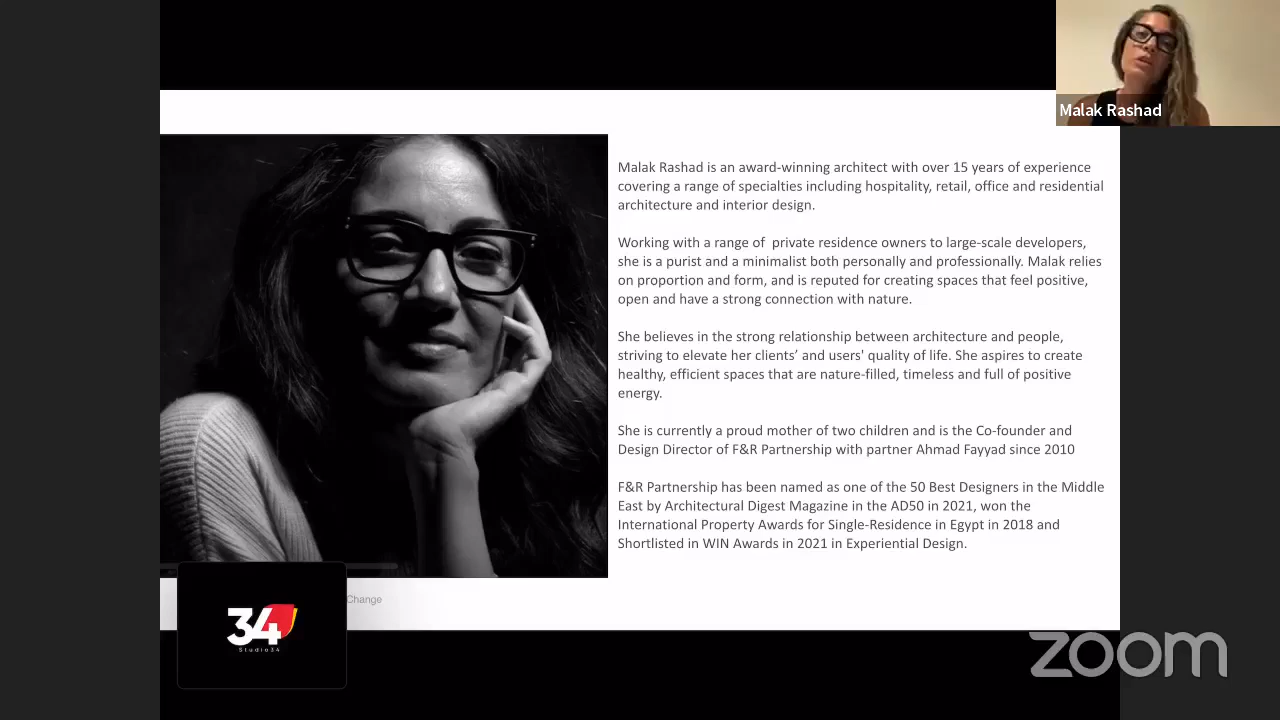 Malak Rashad
Malak Rashad is an award-winning architect with over 15 years of experience
covering a range of specialties including hospitality, retail, office and residential
architecture and interior design.
Working with a range of  private residence owners to large-scale developers,
she is a purist and a minimalist both personally and professionally. Malak relies
on proportion and form, and is reputed for creating spaces that feel positive,
open and have a strong connection with nature.
She believes in the strong relationship between architecture and people,
striving to elevate her clients’ and users' quality of life. She aspires to create
healthy, efficient spaces that are nature-filled, timeless and full of positive
energy.
She is currently a proud mother of two children and is the Co-founder and
Design Director of F&R Partnership with partner Ahmad Fayyad since 2010
F&R Partnership has been named as one of the 50 Best Designers in the Middle
East by Architectural Digest Magazine in the AD50 in 2021, won the
International Property Awards for Single-Residence in Egypt in 2018 and
Shortlisted in WIN Awards in 2021 in Experiential Design.
Change
34
Studio34
zoom